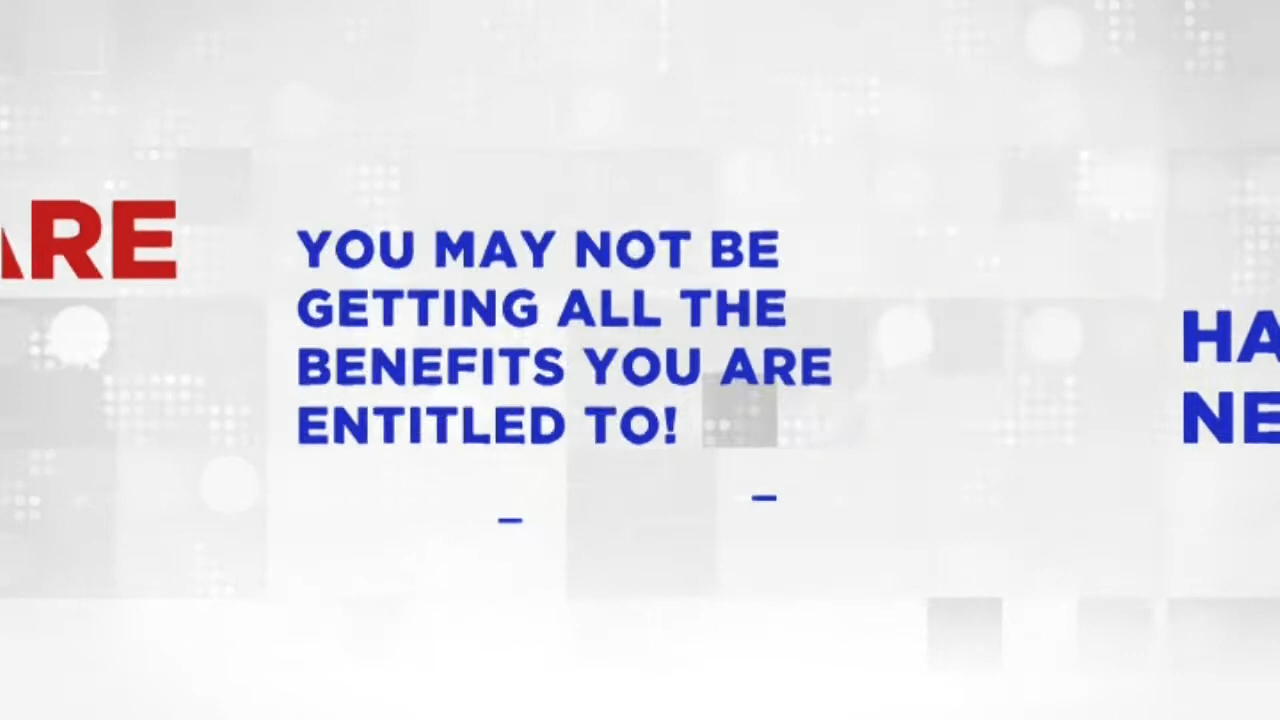 ARE
YOU MAY NOT BE
GETTING ALL THE
BENEFITS YOU ARE
ENTITLED TO!
HA
NE